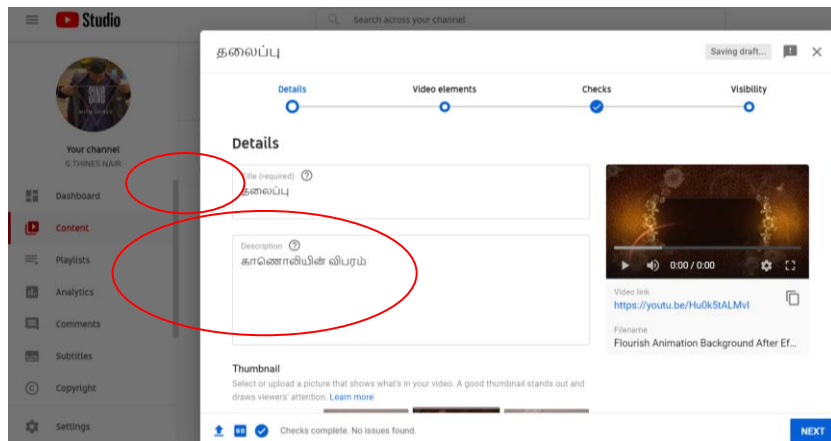 Studio
Search across your channel
தலைப்பு
Saving draft...
Details
Video elements
Checks
Visibility
SING
Your channel
S THINES NAIR
Dashboard
Content
Playlists
Analytics
Comments
Subtitles
Copyright
Settings
Details
Title (required)
தலைப்பு
Description
காணொலியின் விபரம்
0:00 / 0:00
Video link
https://youtu.be/Hu0k5tALMvI
Filename
Flourish Animation Background After Ef...
Thumbnail
Select or upload a picture that shows what's in your video. A good thumbnail stands out and
draws viewers' attention. Learn more
Checks complete. No issues found.
NEXT